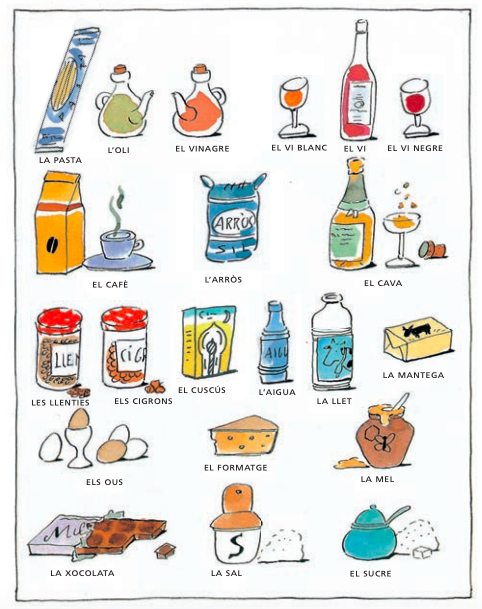 PASTA
LA PASTA
L'OLI
EL VINAGRE
EL VI BLANC
EL VI
EL VI NEGRE
ARRÒS
EL CAFÈ
L'ARRÒS
EL CAVA
LLEN
CIGR
AIGU
LES LLENTIES
ELS CIGRONS
EL CUSCÚS
L'AIGUA
LA LLET
LA MANTEGA
ELS OUS
EL FORMATGE
LA MEL
Mil
S
LA XOCOLATA
LA SAL
EL SUCRE